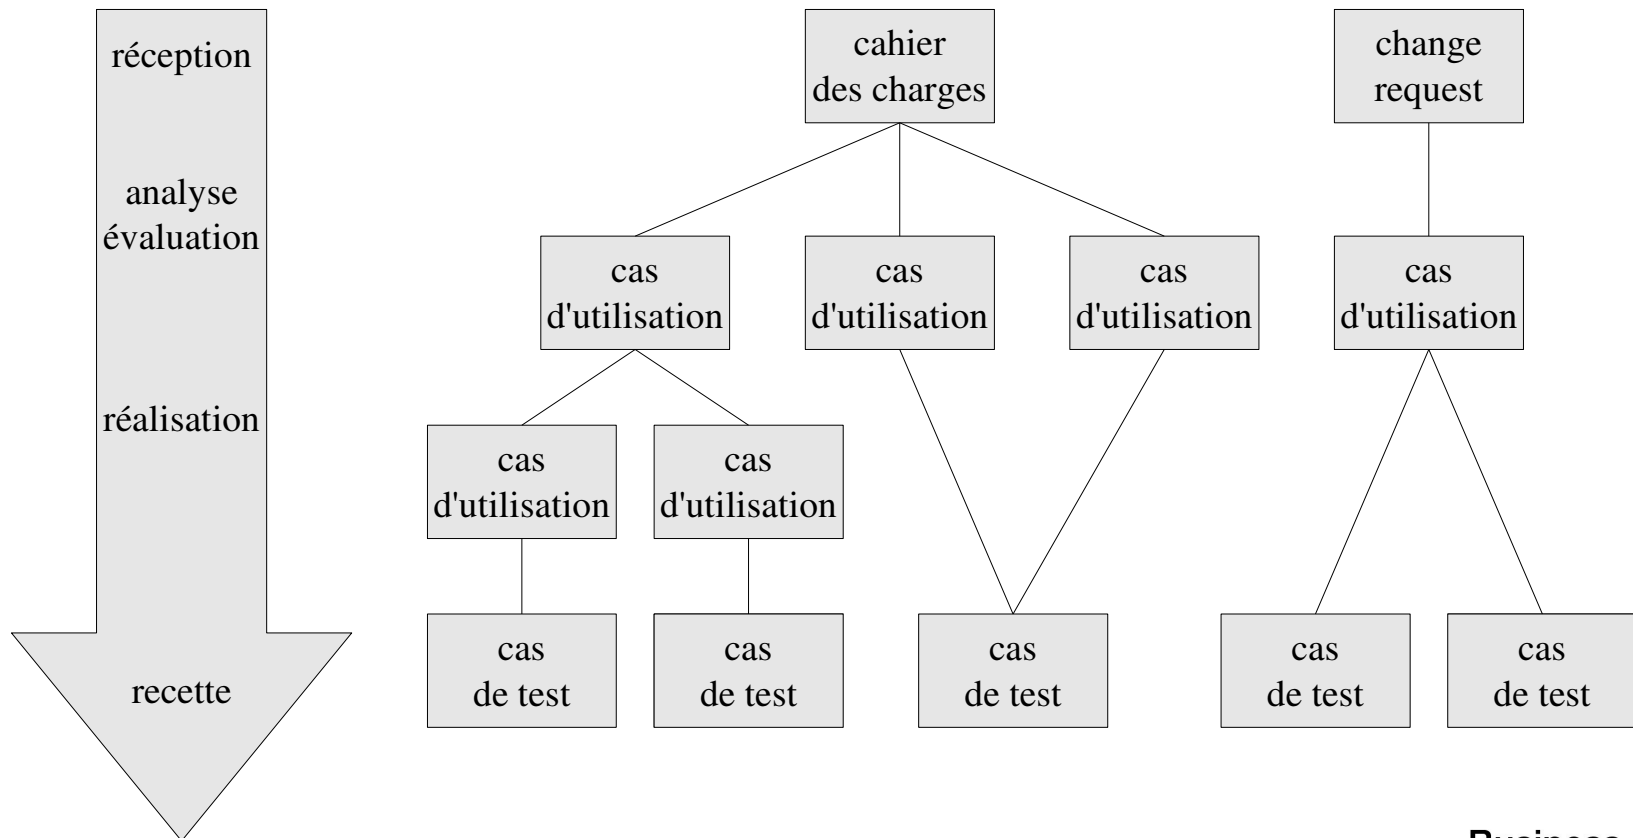 réception
analyse
évaluation
réalisation
recette
cahier
des charges
change
request
cas
d'utilisation
cas
d'utilisation
cas
d'utilisation
cas
d'utilisation
cas
d'utilisation
cas
d'utilisation
cas
de test
cas
de test
cas
de test
cas
de test
cas
de test
Business